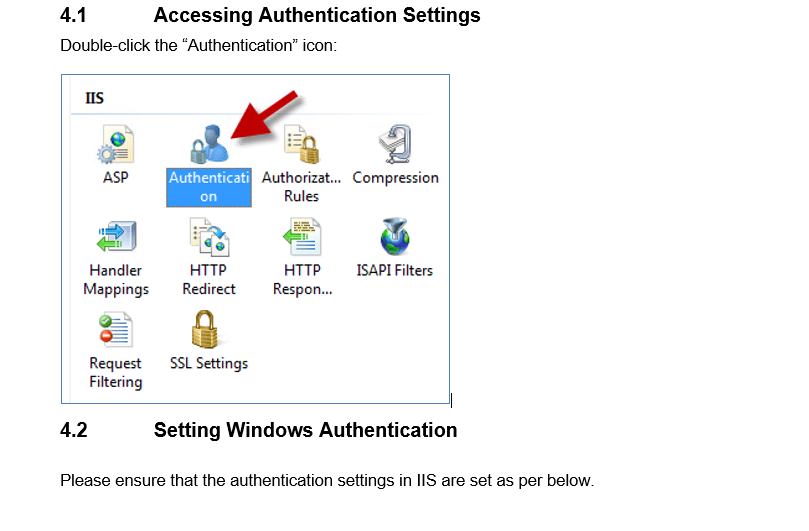 4.1 Accessing Authentication Settings
Double-click the “Authentication” icon:
IIS
ASP
Authenticati
on
Authorizat...
Rules
Compression
Handler
Mappings
HTTP
Redirect
HTTP
Respon...
ISAPI Filters
Request
Filtering
SSL Settings
4.2 Setting Windows Authentication
Please ensure that the authentication settings in IIS are set as per below.